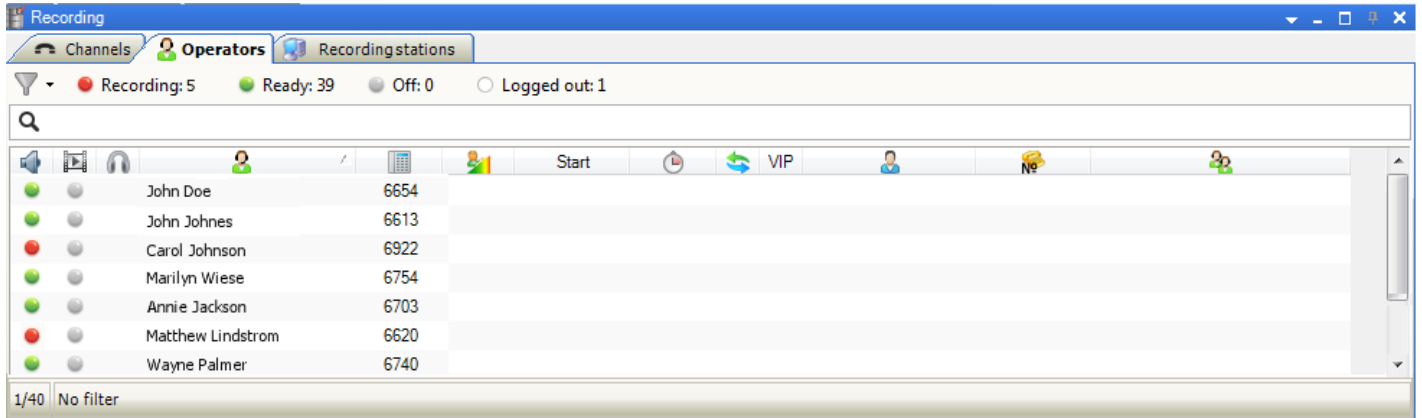 Recording
Channels Operators Recording stations
Recording: 5 Ready: 39 Off: 0 Logged out: 1
Start VIP Nº
John Doe 6654
John Johnes 6613
Carol Johnson 6922
Marilyn Wiese 6754
Annie Jackson 6703
Matthew Lindstrom 6620
Wayne Palmer 6740
1/40 No filter